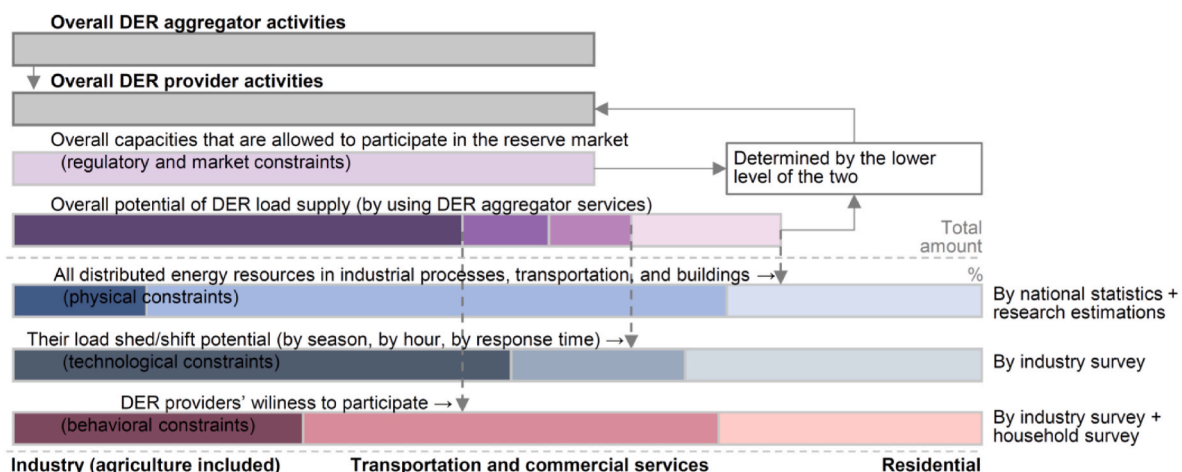 Overall DER aggregator activities
Overall DER provider activities
Overall capacities that are allowed to participate in the reserve market
(regulatory and market constraints)
Determined by the lower
level of the two
Overall potential of DER load supply (by using DER aggregator services)
Total
amount
All distributed energy resources in industrial processes, transportation, and buildings →
%
(physical constraints)
By national statistics +
research estimations
Their load shed/shift potential (by season, by hour, by response time) →
(technological constraints)
By industry survey
DER providers' wiliness to participate →
(behavioral constraints)
By industry survey +
household survey
Industry (agriculture included)
Transportation and commercial services
Residential